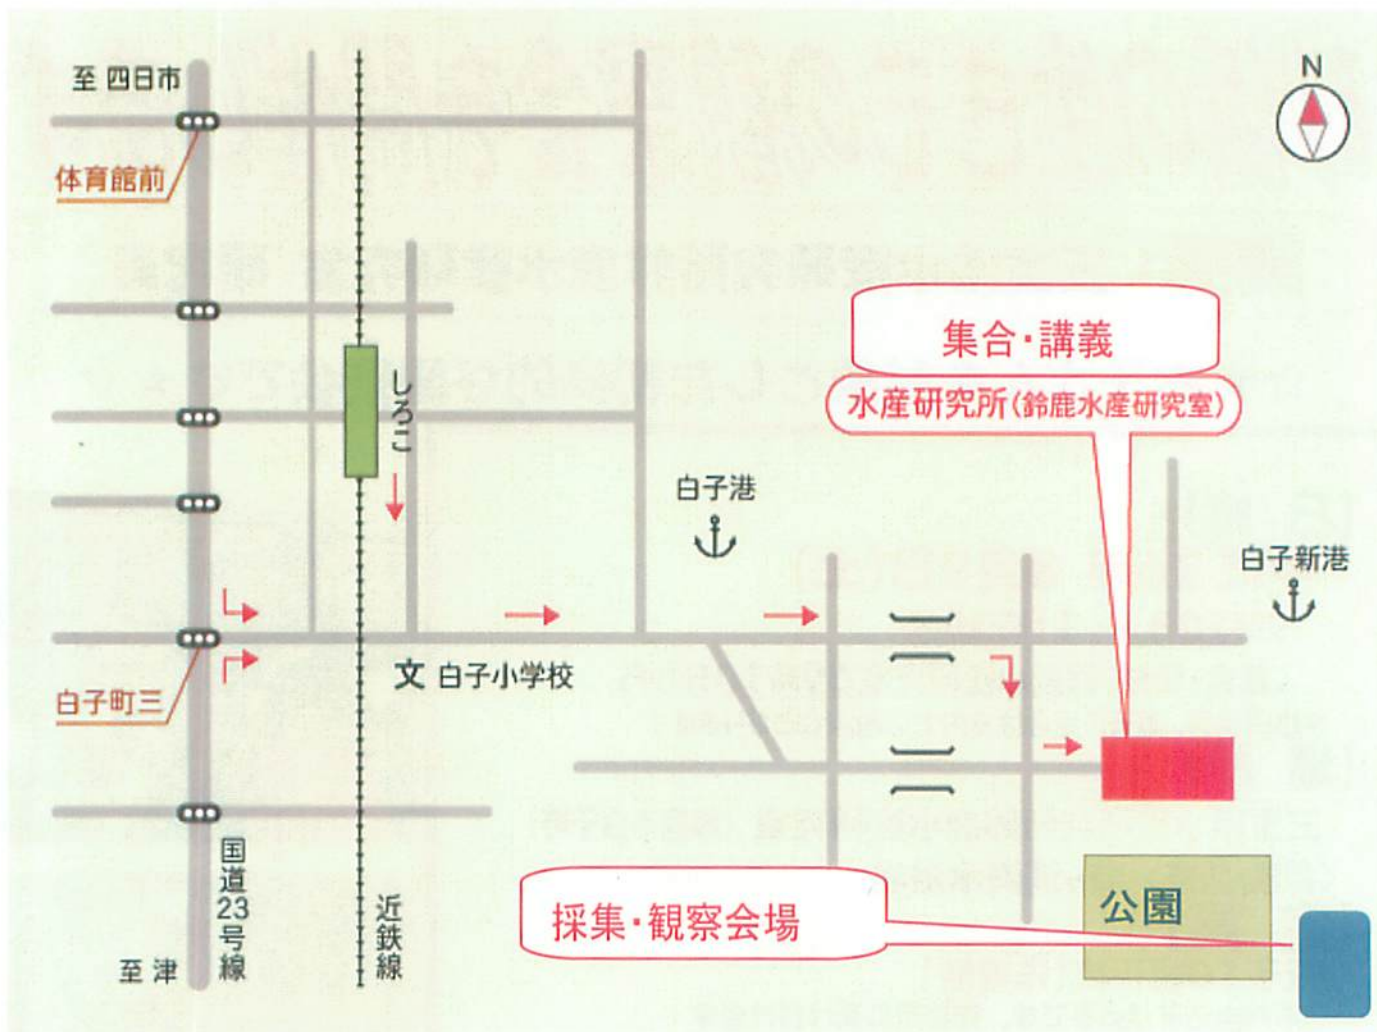 至 四日市
N
体育館前
集合・講義
しろこ
水産研究所(鈴鹿水産研究室)
白子港
白子新港
文 白子小学校
白子町三
国道23号線
近鉄線
採集・観察会場
公園
至 津